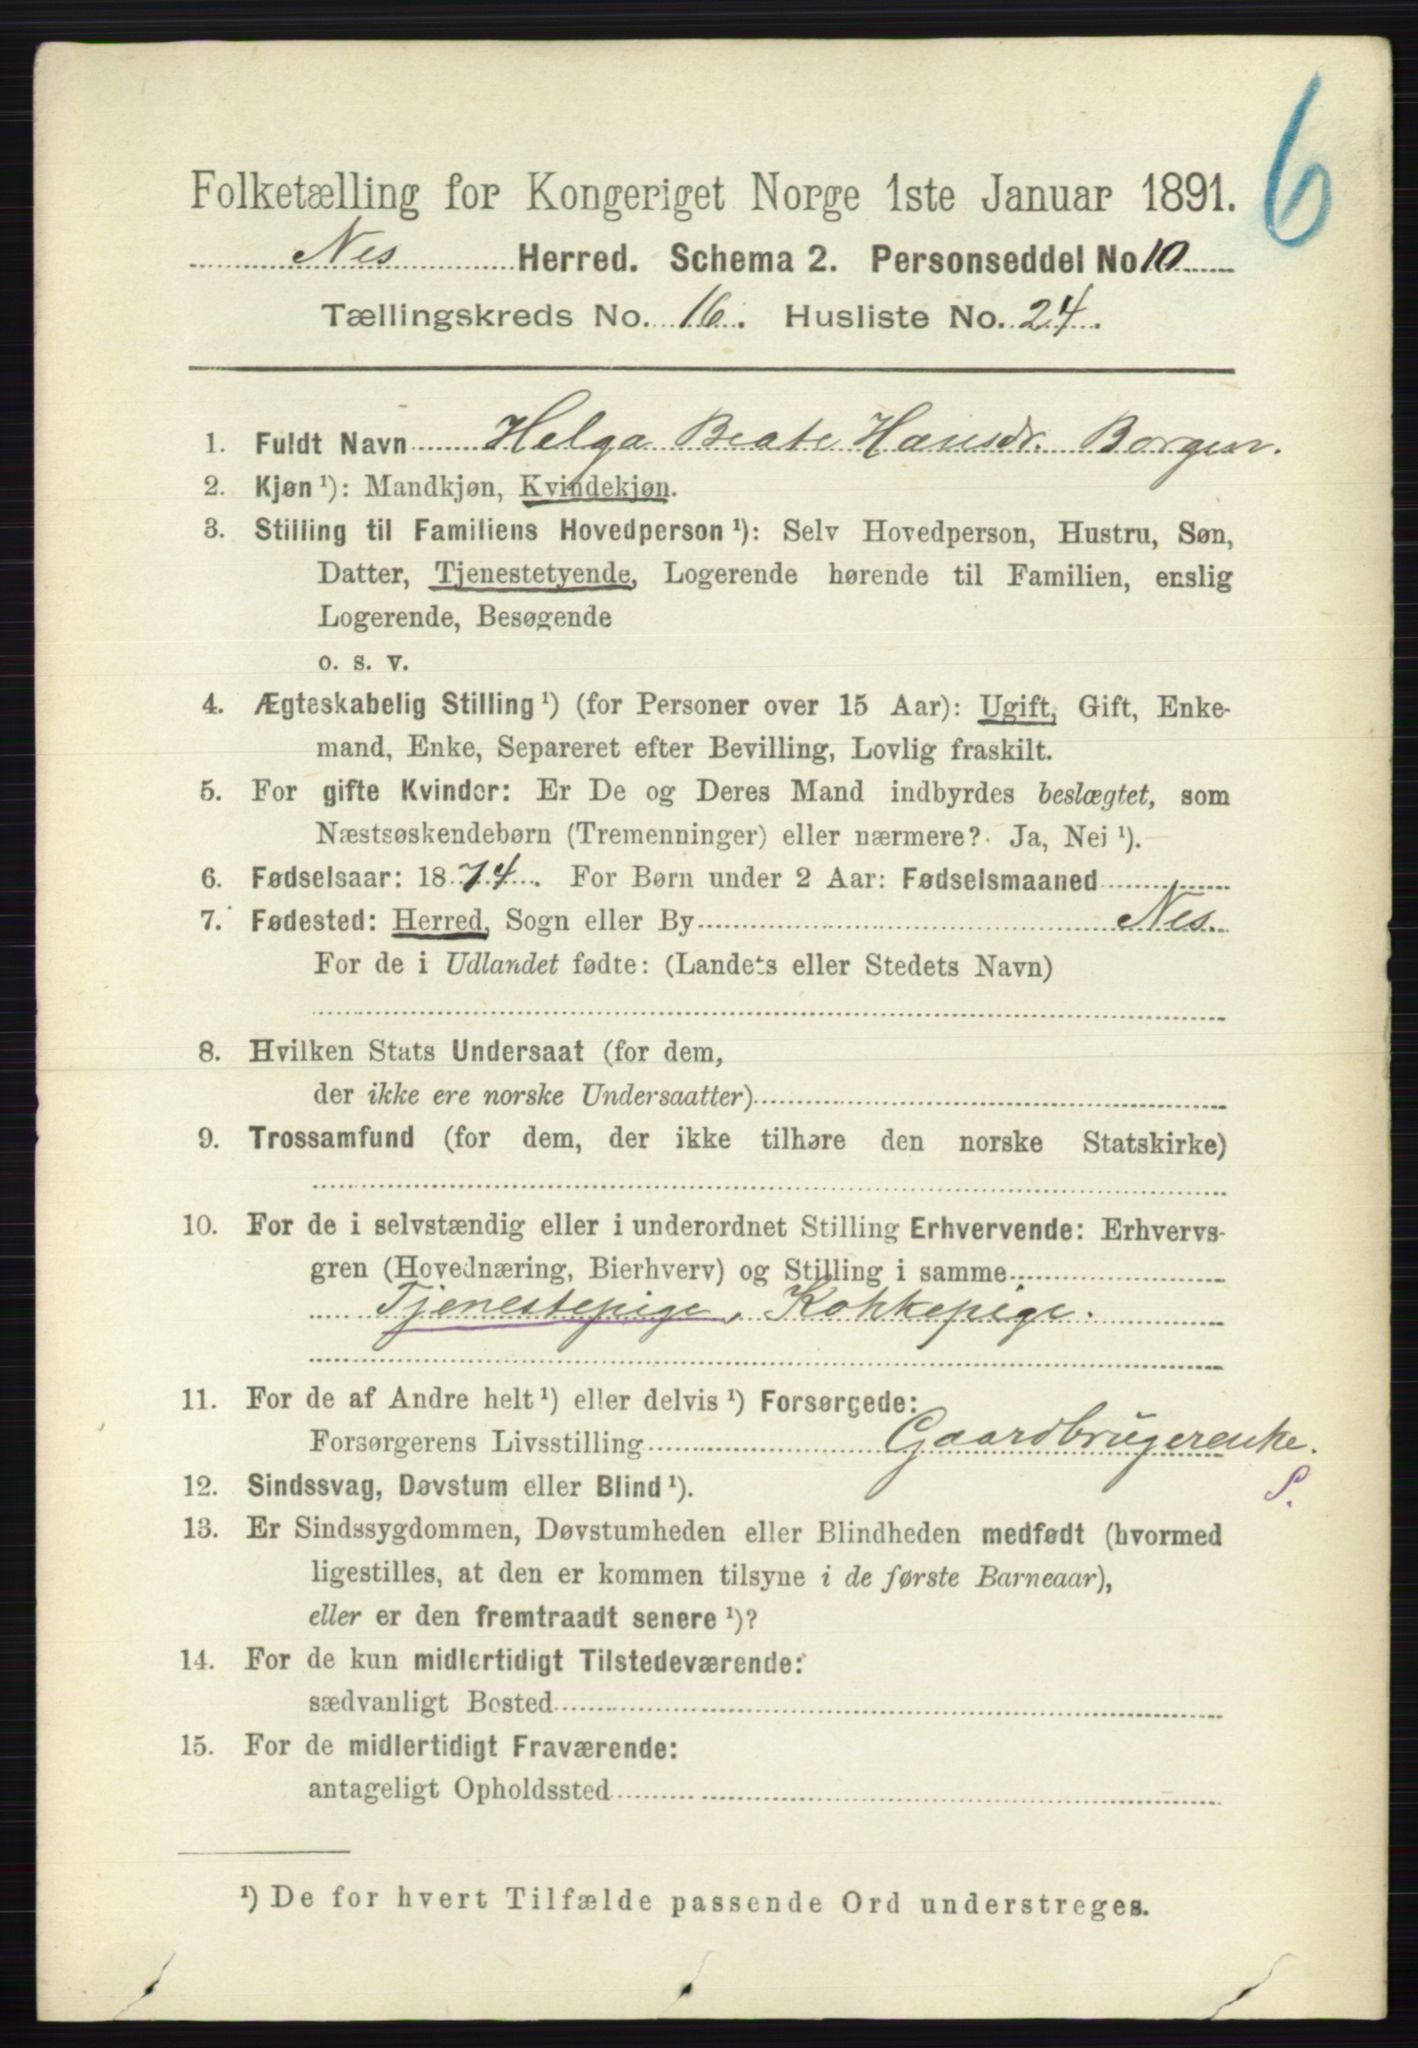 6
Folketælling for Kongeriget Norge 1ste Januar 1891.
Nes Herred. Schema 2. Personseddel No 10
Tællingskreds No. 16. Husliste No. 24.
1. Fuldt Navn Helga Beate Hansdr. Borgen.
2. Kjøn ¹): Mandkjøn, Kvindekjøn.
3. Stilling til Familiens Hovedperson ¹): Selv Hovedperson, Hustru, Søn,
Datter, Tjenestetyende, Logerende hørende til Familien, enslig
Logerende, Besøgende
o. s. v.
4. Ægteskabelig Stilling ¹) (for Personer over 15 Aar): Ugift, Gift, Enke-
mand, Enke, Separeret efter Bevilling, Lovlig fraskilt.
5. For gifte Kvinder: Er De og Deres Mand indbyrdes beslægtet, som
Næstsøskendebørn (Tremenninger) eller nærmere? Ja, Nei ¹).
6. Fødselsaar: 1874. For Børn under 2 Aar: Fødselsmaaned
7. Fødested: Herred, Sogn eller By Nes.
For de i Udlandet fødte: (Landets eller Stedets Navn)
8. Hvilken Stats Undersaat (for dem,
der ikke ere norske Undersaatter)
9. Trossamfund (for dem, der ikke tilhøre den norske Statskirke)
10. For de i selvstændig eller i underordnet Stilling Erhvervende: Erhvervs-
gren (Hovednæring, Bierhverv) og Stilling i samme
Tjenestepige, Kokkepige.
11. For de af Andre helt ¹) eller delvis ¹) Forsørgede:
Forsørgerens Livsstilling Gaardbrugerenke.
S.
12. Sindssvag, Døvstum eller Blind ¹).
13. Er Sindssygdommen, Døvstumheden eller Blindheden medfødt (hvormed
ligestilles, at den er kommen tilsyne i de første Barneaar),
eller er den fremtraadt senere ¹)?
14. For de kun midlertidigt Tilstedeværende:
sædvanligt Bosted
15. For de midlertidigt Fraværende:
antageligt Opholdssted
¹) De for hvert Tilfælde passende Ord understreges.